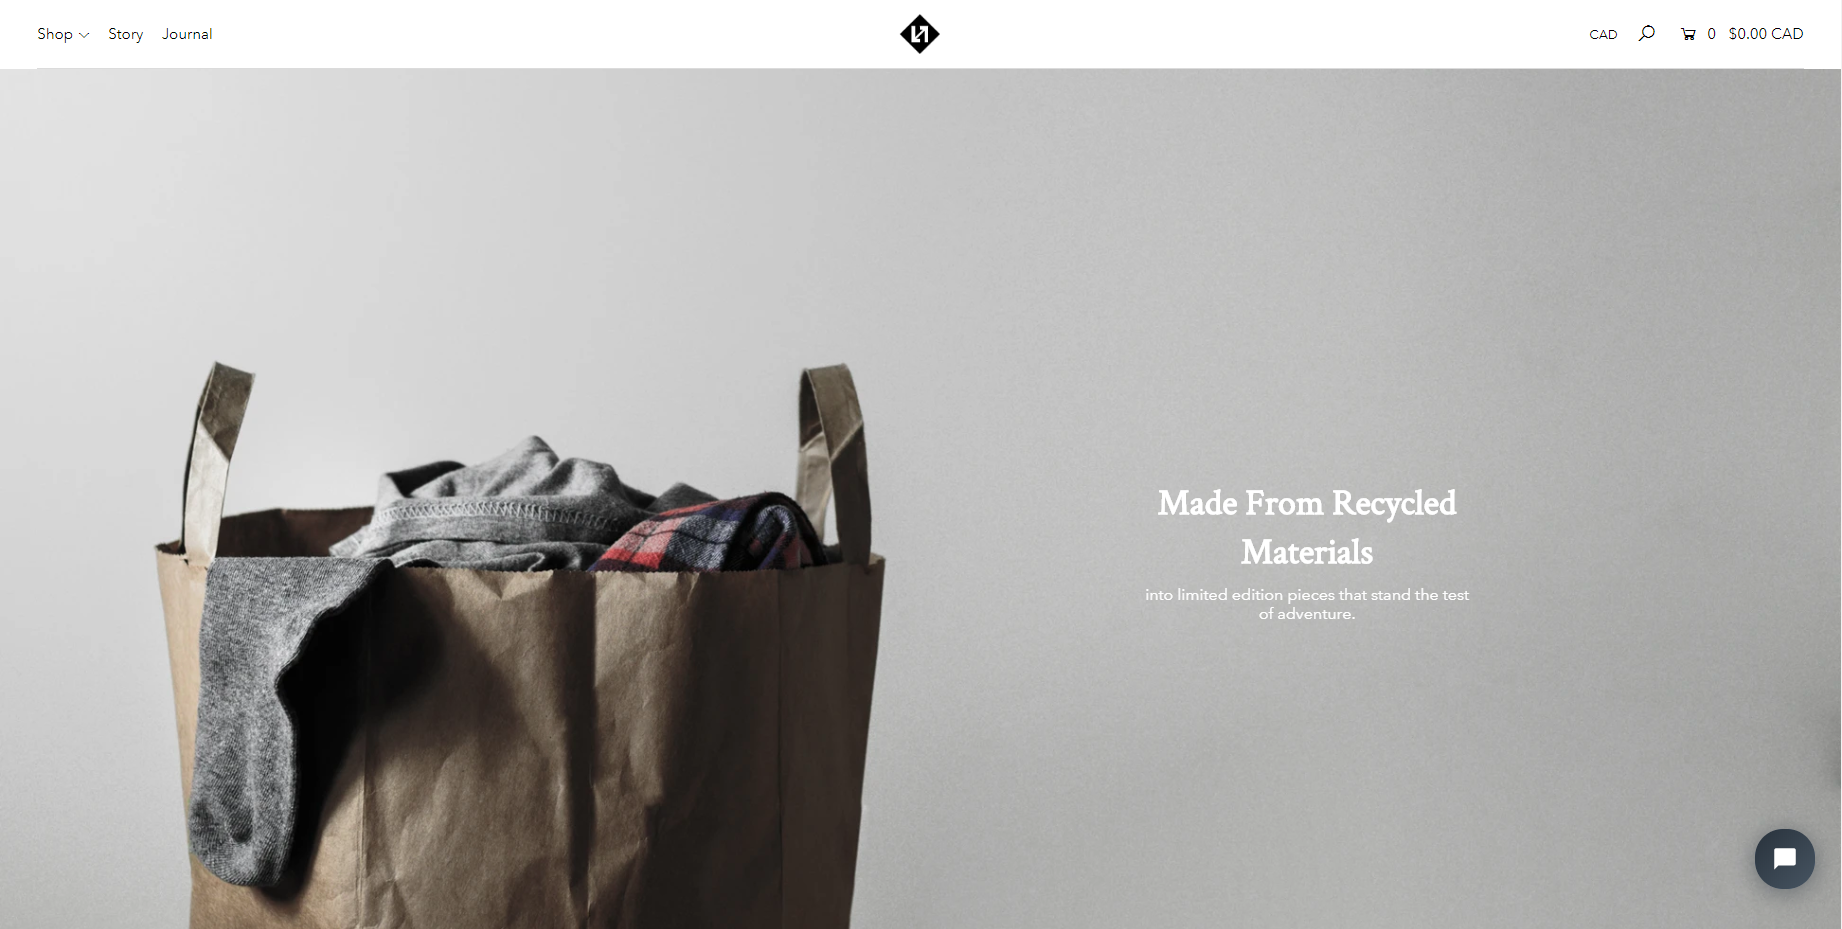 Shop
Story
Journal
CAD
0
$0.00 CAD
Made From Recycled
Materials
into limited edition pieces that stand the test
of adventure.